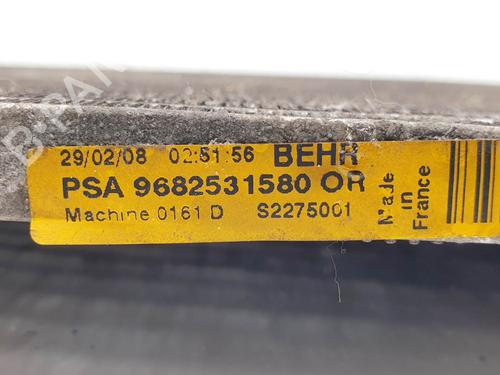 29/02/08 02:51:56 BEHR
PSA 9682531580 OR
Machine 0161 D S2275001
Made
in
France